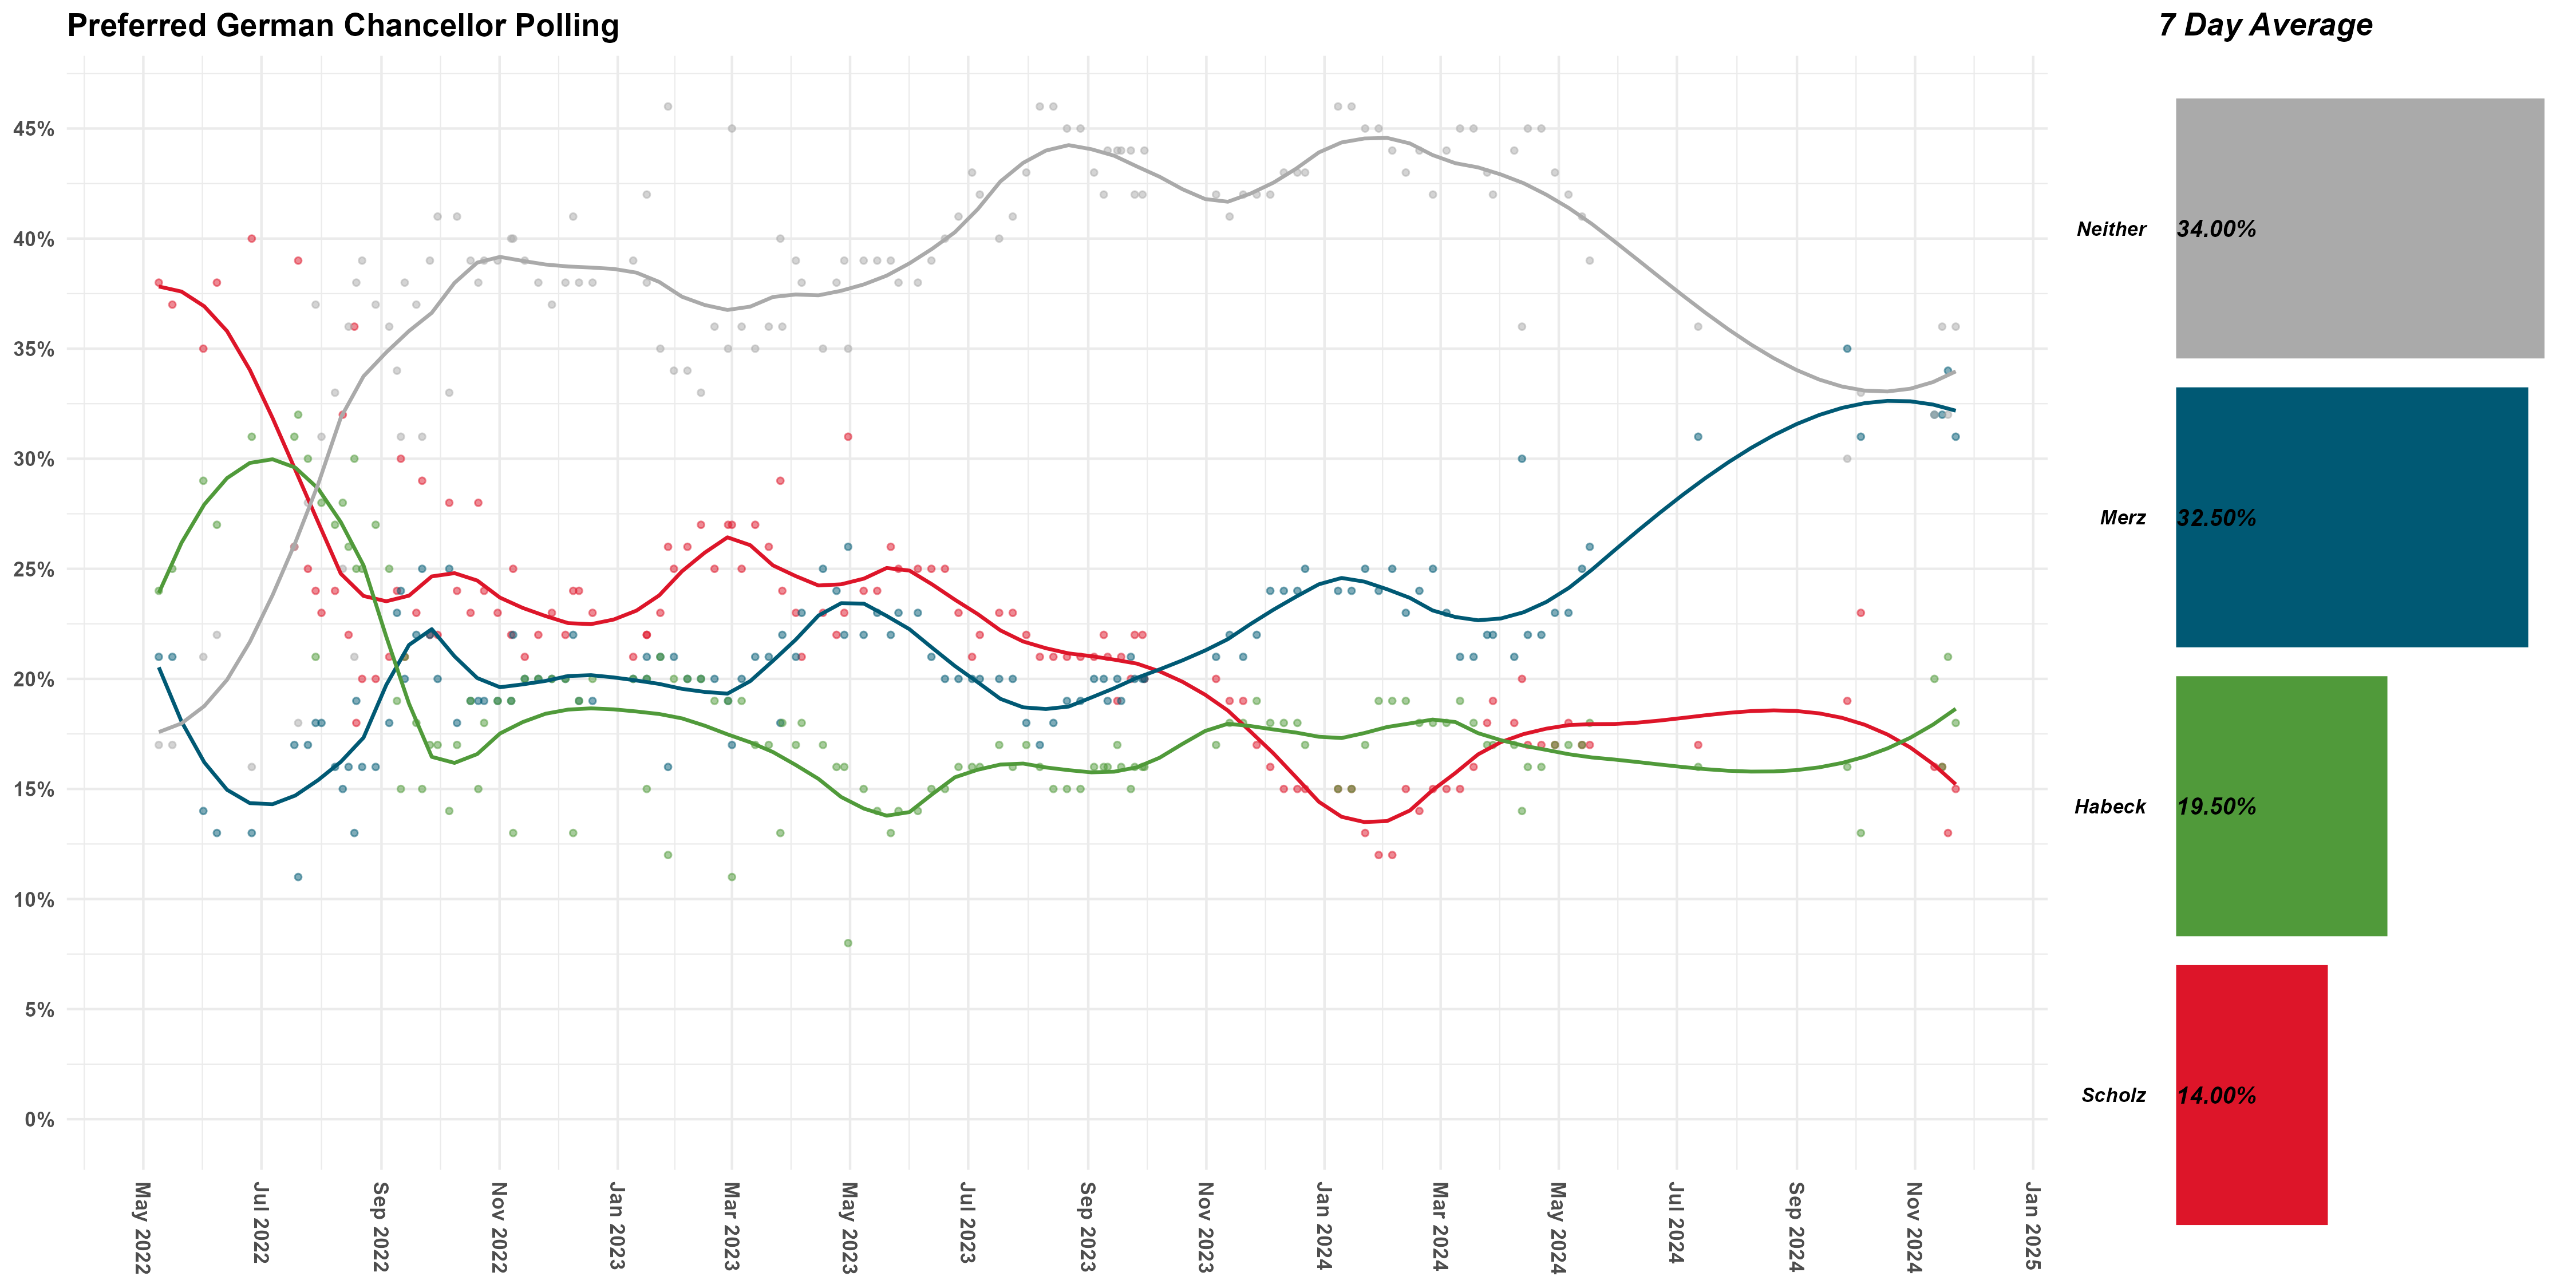 Preferred German Chancellor Polling
7 Day Average
45%
40%
35%
30%
25%
20%
15%
10%
5%
0%
May 2022
Jul 2022
Sep 2022
Nov 2022
Jan 2023
Mar 2023
May 2023
Jul 2023
Sep 2023
Nov 2023
Jan 2024
Mar 2024
May 2024
Jul 2024
Sep 2024
Nov 2024
Jan 2025
Neither 34.00%
Merz 32.50%
Habeck 19.50%
Scholz 14.00%